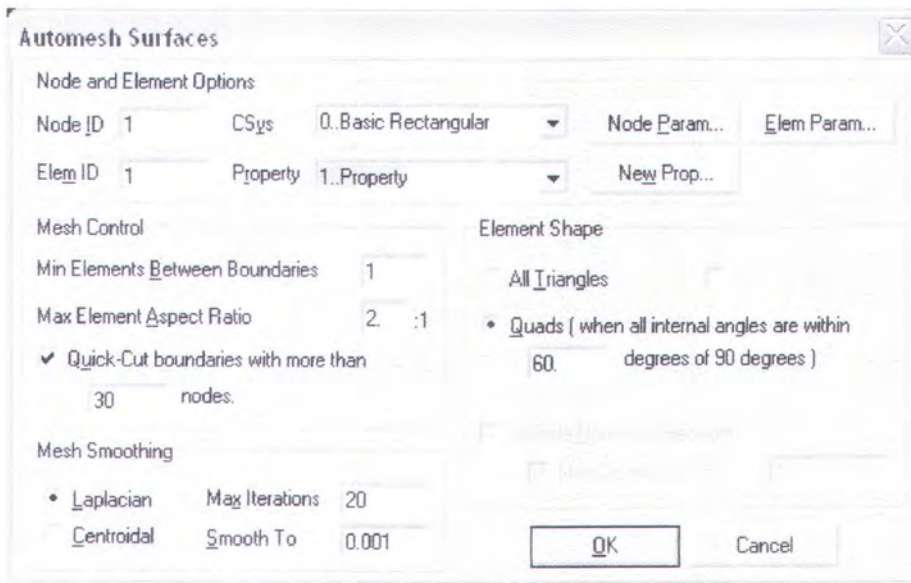 Automesh Surfaces
Node and Element Options
Node ID 1 CSys 0..Basic Rectangular Node Param... Elem Param...
Elem ID 1 Property 1..Property New Prop...
Mesh Control
Min Elements Between Boundaries 1
Max Element Aspect Ratio 2. :1
Quick-Cut boundaries with more than
30 nodes.
Mesh Smoothing
Laplacian Max Iterations 20
Centroidal Smooth To 0.001
Element Shape
All Triangles
Quads ( when all internal angles are within
60. degrees of 90 degrees )
OK Cancel